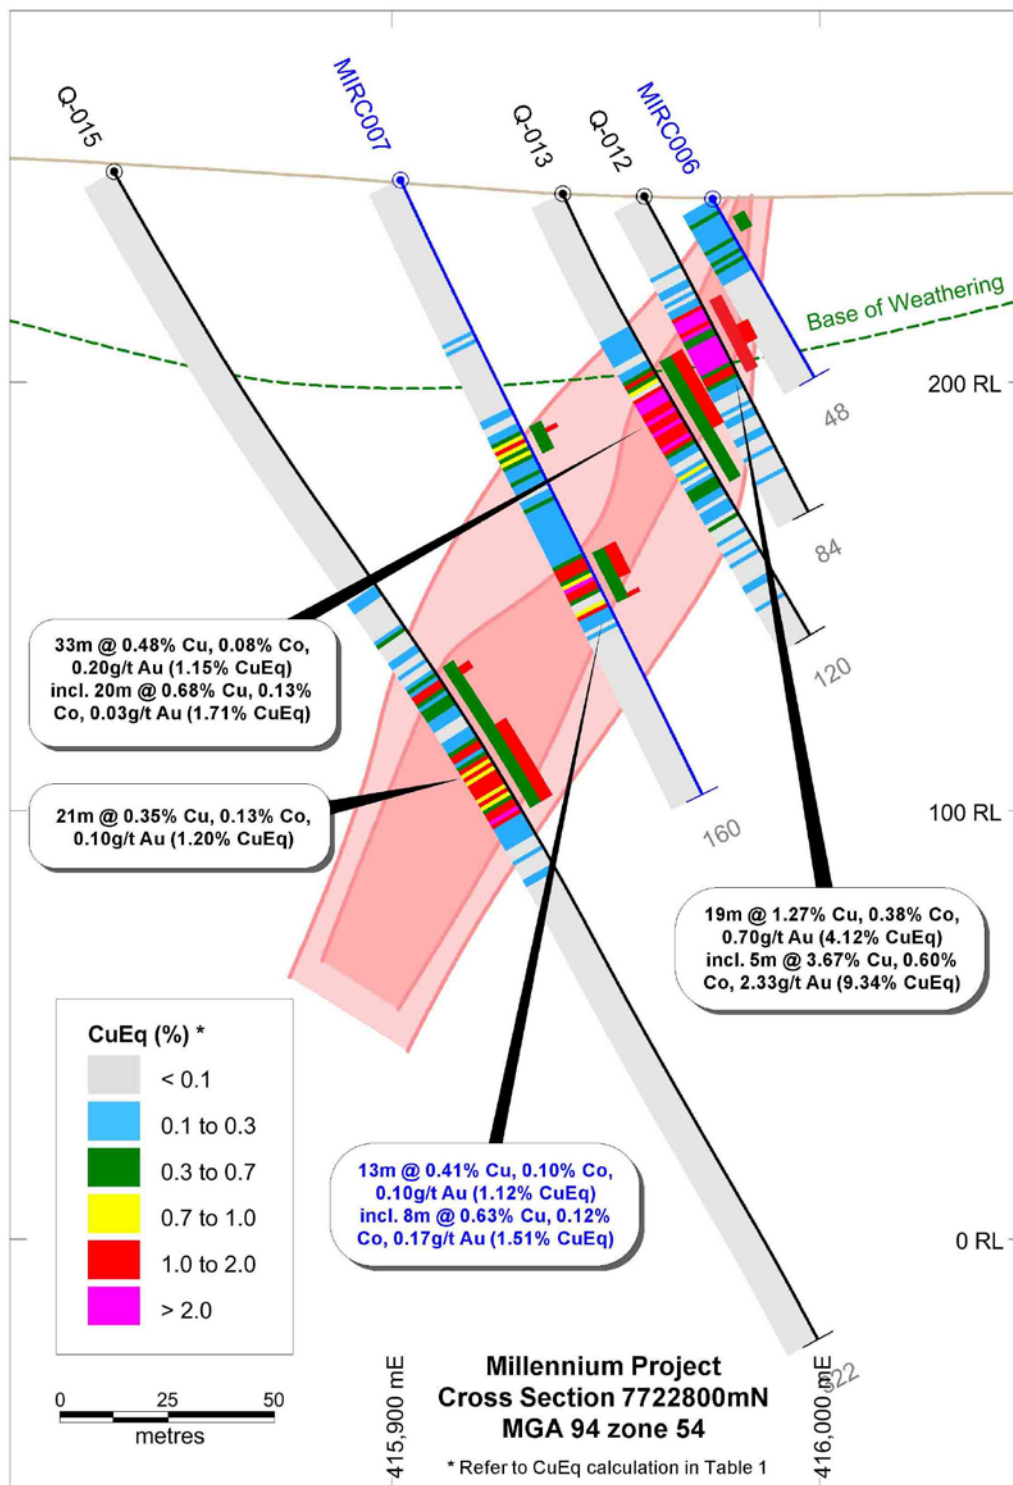 Q-015
MIRC007
Q-013
Q-012
MIRC006
Base of Weathering
200 RL
48
84
120
160
33m @ 0.48% Cu, 0.08% Co,
0.20g/t Au (1.15% CuEq)
incl. 20m @ 0.68% Cu, 0.13%
Co, 0.03g/t Au (1.71% CuEq)
21m @ 0.35% Cu, 0.13% Co,
0.10g/t Au (1.20% CuEq)
100 RL
19m @ 1.27% Cu, 0.38% Co,
0.70g/t Au (4.12% CuEq)
incl. 5m @ 3.67% Cu, 0.60%
Co, 2.33g/t Au (9.34% CuEq)
CuEq (%) *
< 0.1
0.1 to 0.3
0.3 to 0.7
0.7 to 1.0
1.0 to 2.0
> 2.0
13m @ 0.41% Cu, 0.10% Co,
0.10g/t Au (1.12% CuEq)
incl. 8m @ 0.63% Cu, 0.12%
Co, 0.17g/t Au (1.51% CuEq)
0 RL
322
0 25 50
metres
415,900 mE
Millennium Project
Cross Section 7722800mN
MGA 94 zone 54
* Refer to CuEq calculation in Table 1
416,000 mE